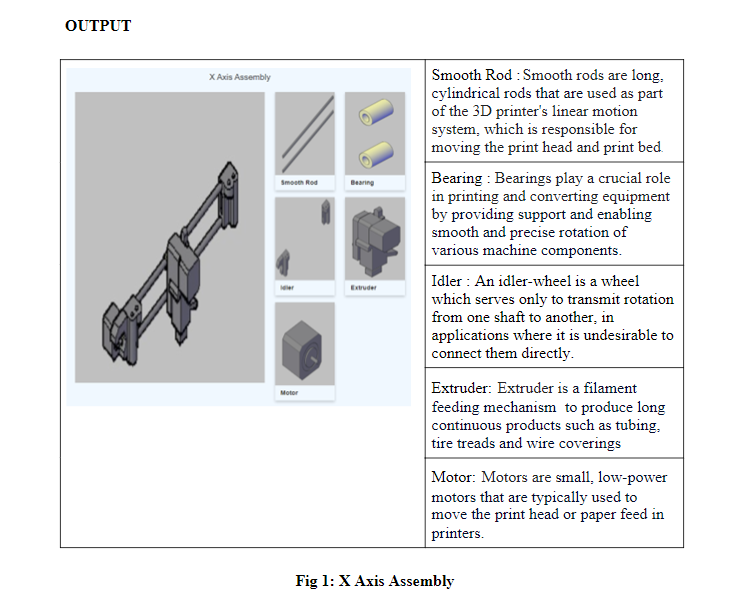 OUTPUT
X Axis Assembly
Smooth Rod
Bearing
Idler
Extruder
Motor
Smooth Rod : Smooth rods are long,
cylindrical rods that are used as part
of the 3D printer's linear motion
system, which is responsible for
moving the print head and print bed
Bearing : Bearings play a crucial role
in printing and converting equipment
by providing support and enabling
smooth and precise rotation of
various machine components.
Idler : An idler-wheel is a wheel
which serves only to transmit rotation
from one shaft to another, in
applications where it is undesirable to
connect them directly.
Extruder: Extruder is a filament
feeding mechanism to produce long
continuous products such as tubing,
tire treads and wire coverings
Motor: Motors are small, low-power
motors that are typically used to
move the print head or paper feed in
printers.
Fig 1: X Axis Assembly